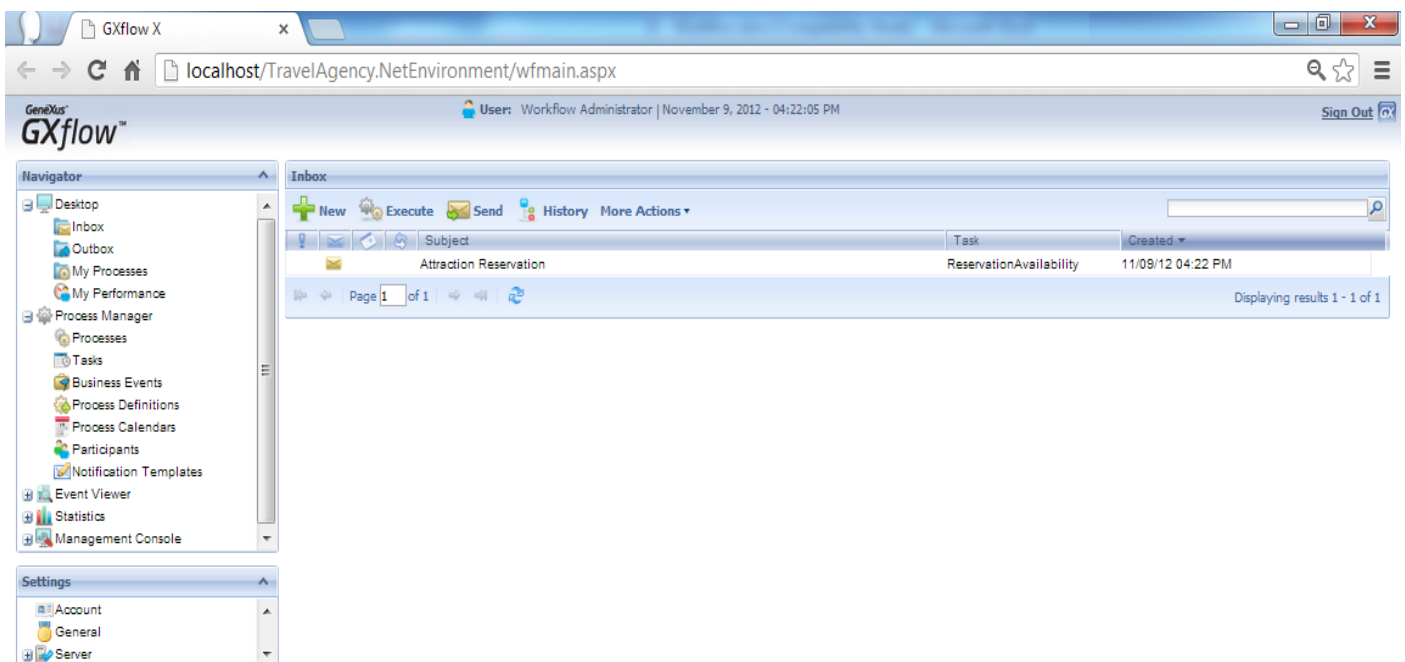 GXflow X
localhost/TravelAgency.NetEnvironment/wfmain.aspx
GeneXus™
GXflow™
User: Workflow Administrator | November 9, 2012 - 04:22:05 PM
Sign Out
Navigator
Desktop
Inbox
Outbox
My Processes
My Performance
Process Manager
Processes
Tasks
Business Events
Process Definitions
Process Calendars
Participants
Notification Templates
Event Viewer
Statistics
Management Console
Settings
Account
General
Server
Inbox
New Execute Send History More Actions
Subject Task Created
Attraction Reservation ReservationAvailability 11/09/12 04:22 PM
Page 1 of 1 Displaying results 1 - 1 of 1